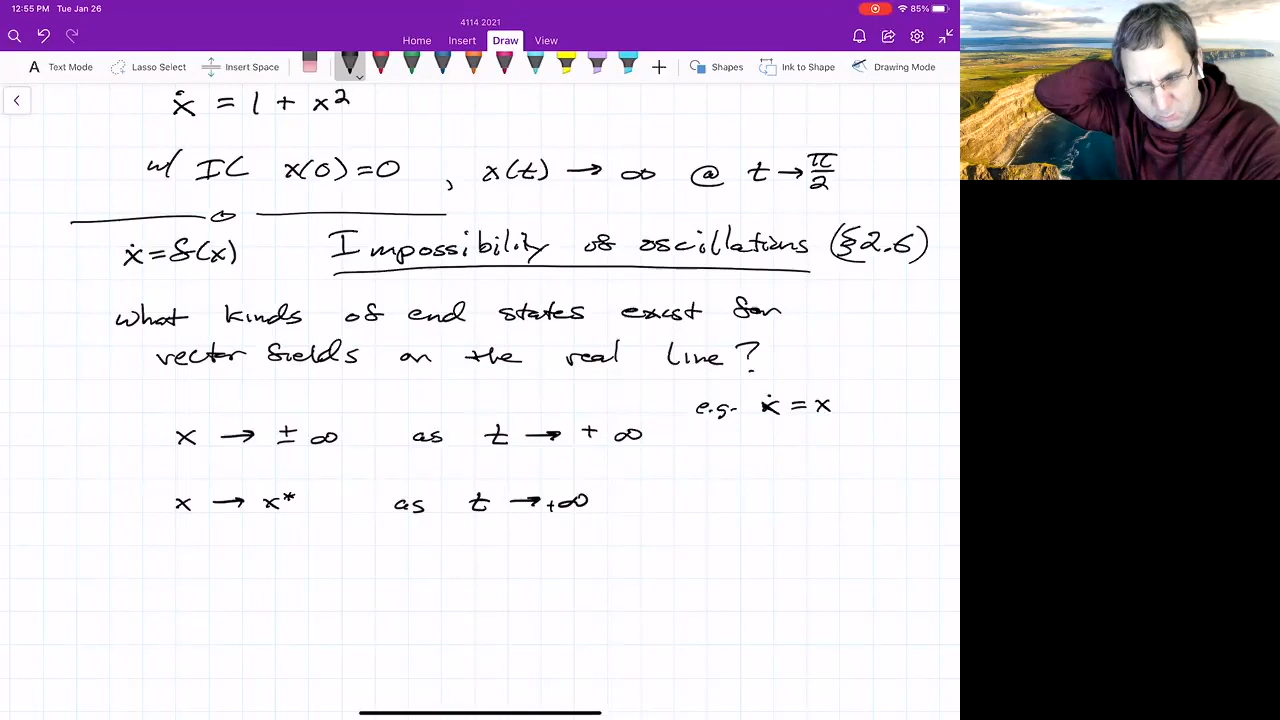 12:55 PM Tue Jan 26
85%
4114 2021
Home Insert Draw View
Text Mode Lasso Select Insert Space Shapes Ink to Shape Drawing Mode
ẋ = 1 + x²
w/ IC x(0)=0 , x(t) → ∞ @ t → π/2
ẋ = f(x) Impossibility of oscillations (§2.6)
What kinds of end states exist for
vector fields on the real line?
e.g. ẋ = x
x → ± ∞ as t → + ∞
x → x* as t → +∞